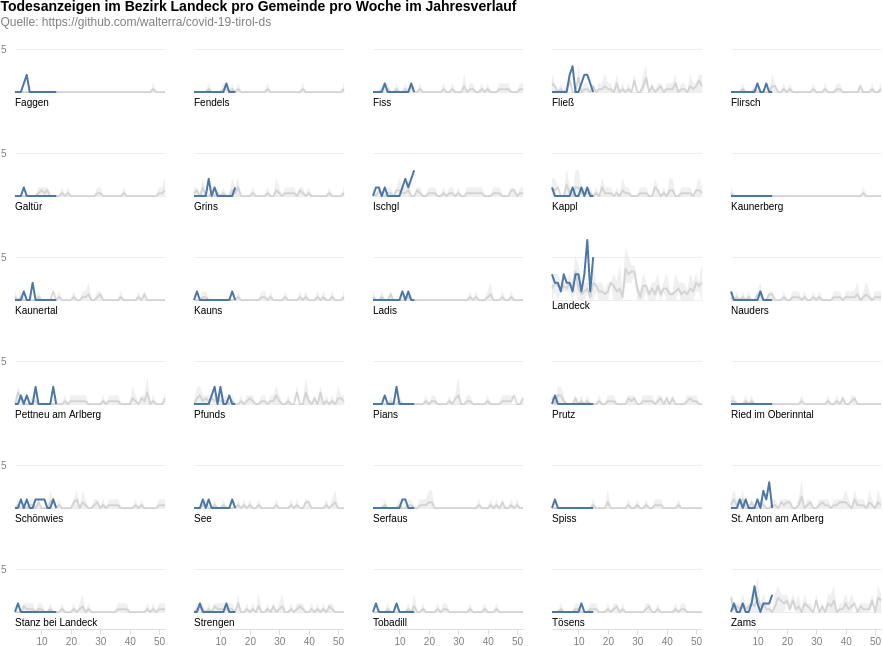 Todesanzeigen im Bezirk Landeck pro Gemeinde pro Woche im Jahresverlauf
Quelle: https://github.com/walterra/covid-19-tirol-ds
5
Faggen Fendels Fiss Fließ Flirsch
5
Galtür Grins Ischgl Kappl Kaunerberg
5
Kaunertal Kauns Ladis Landeck Nauders
5
Pettneu am Arlberg Pfunds Pians Prutz Ried im Oberinntal
5
Schönwies See Serfaus Spiss St. Anton am Arlberg
5
Stanz bei Landeck Strengen Tobadill Tösens Zams
10 20 30 40 50 10 20 30 40 50 10 20 30 40 50 10 20 30 40 50 10 20 30 40 50